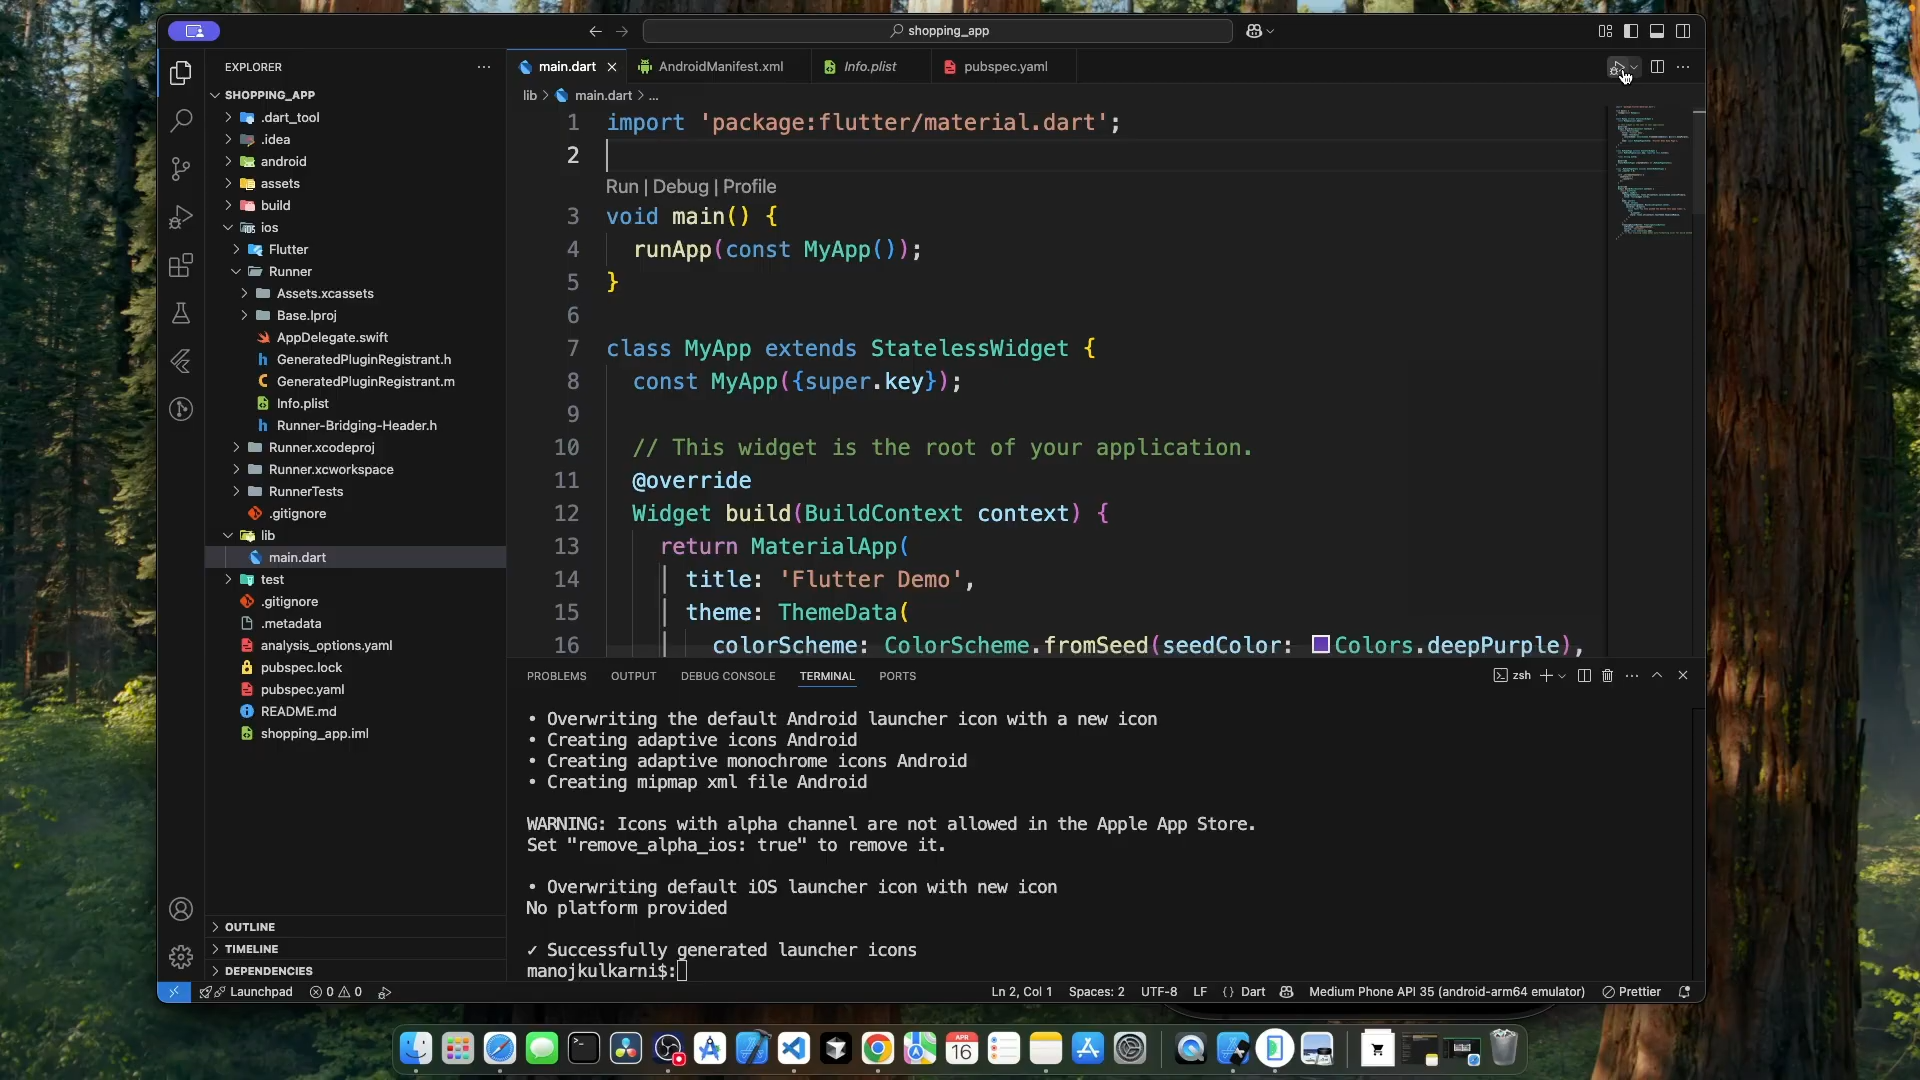 shopping_app
EXPLORER
main.dart
AndroidManifest.xml
Info.plist
pubspec.yaml
SHOPPING_APP
lib > main.dart > ...
.dart_tool
.idea
android
assets
build
ios
Flutter
Runner
Assets.xcassets
Base.lproj
AppDelegate.swift
GeneratedPluginRegistrant.h
GeneratedPluginRegistrant.m
Info.plist
Runner-Bridging-Header.h
Runner.xcodeproj
Runner.xcworkspace
RunnerTests
.gitignore
lib
main.dart
test
.gitignore
.metadata
analysis_options.yaml
pubspec.lock
pubspec.yaml
README.md
shopping_app.iml
OUTLINE
TIMELINE
DEPENDENCIES
1 import 'package:flutter/material.dart';
2
Run | Debug | Profile
3 void main() {
4 runApp(const MyApp());
5 }
6
7 class MyApp extends StatelessWidget {
8 const MyApp({super.key});
9
10 // This widget is the root of your application.
11 @override
12 Widget build(BuildContext context) {
13 return MaterialApp(
14 title: 'Flutter Demo',
15 theme: ThemeData(
16 colorScheme: ColorScheme.fromSeed(seedColor: Colors.deepPurple),
PROBLEMS OUTPUT DEBUG CONSOLE TERMINAL PORTS
zsh
• Overwriting the default Android launcher icon with a new icon
• Creating adaptive icons Android
• Creating adaptive monochrome icons Android
• Creating mipmap xml file Android
WARNING: Icons with alpha channel are not allowed in the Apple App Store.
Set "remove_alpha_ios: true" to remove it.
• Overwriting default iOS launcher icon with new icon
No platform provided
✓ Successfully generated launcher icons
manojkulkarni$:
Launchpad 0 0
Ln 2, Col 1 Spaces: 2 UTF-8 LF {} Dart Medium Phone API 35 (android-arm64 emulator) Prettier
APR
16